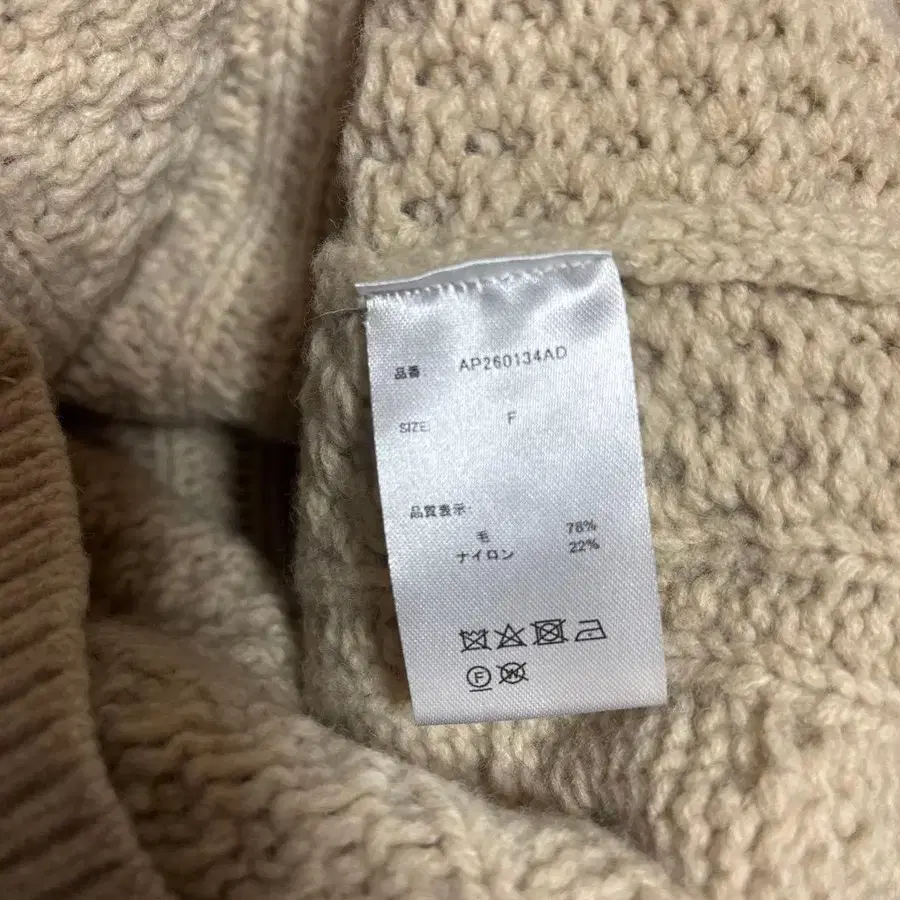 品番 AP260134AD
SIZE: F
品質表示:
毛 78%
ナイロン 22%
F W